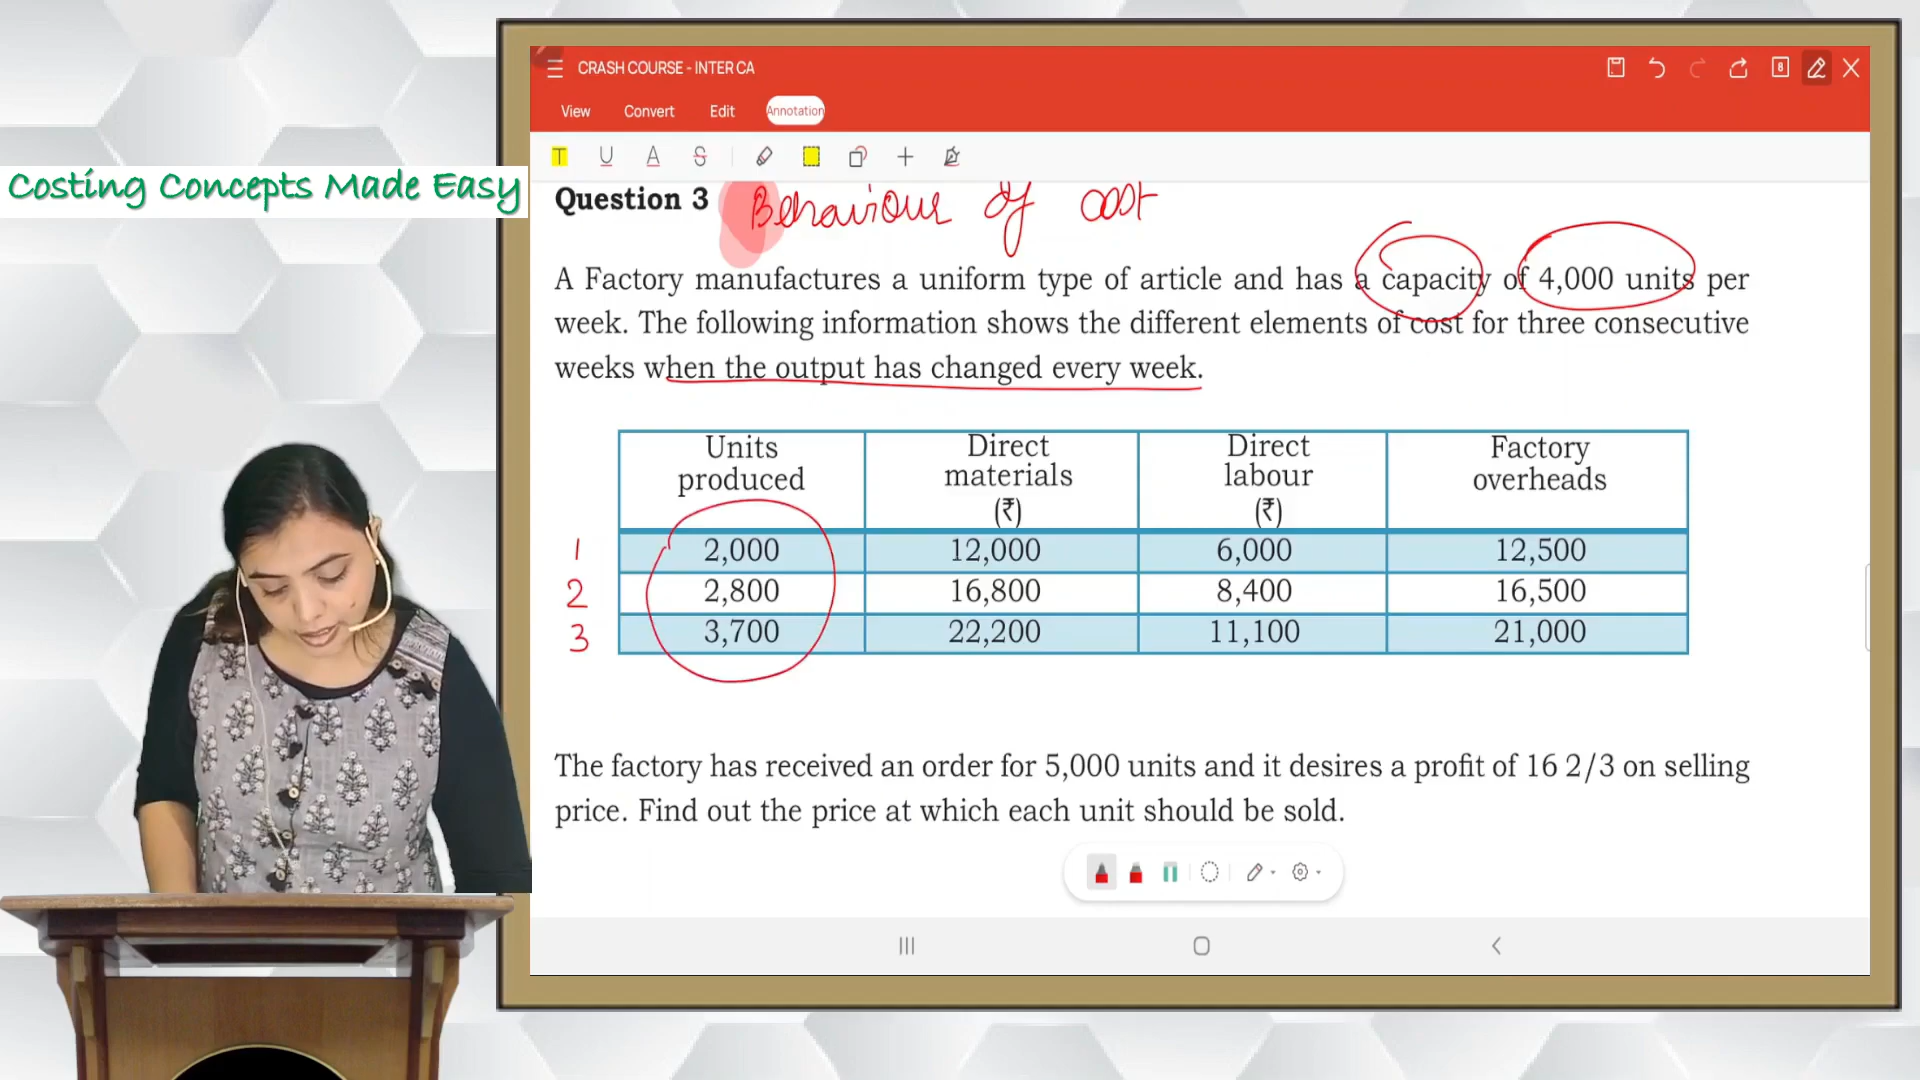 CRASH COURSE - INTER CA
View Convert Edit Annotation
Costing Concepts Made Easy
Question 3 Behaviour of cost
A Factory manufactures a uniform type of article and has a capacity of 4,000 units per
week. The following information shows the different elements of cost for three consecutive
weeks when the output has changed every week.
Units produced Direct materials (₹) Direct labour (₹) Factory overheads
1 2,000 12,000 6,000 12,500
2 2,800 16,800 8,400 16,500
3 3,700 22,200 11,100 21,000
The factory has received an order for 5,000 units and it desires a profit of 16 2/3 on selling
price. Find out the price at which each unit should be sold.